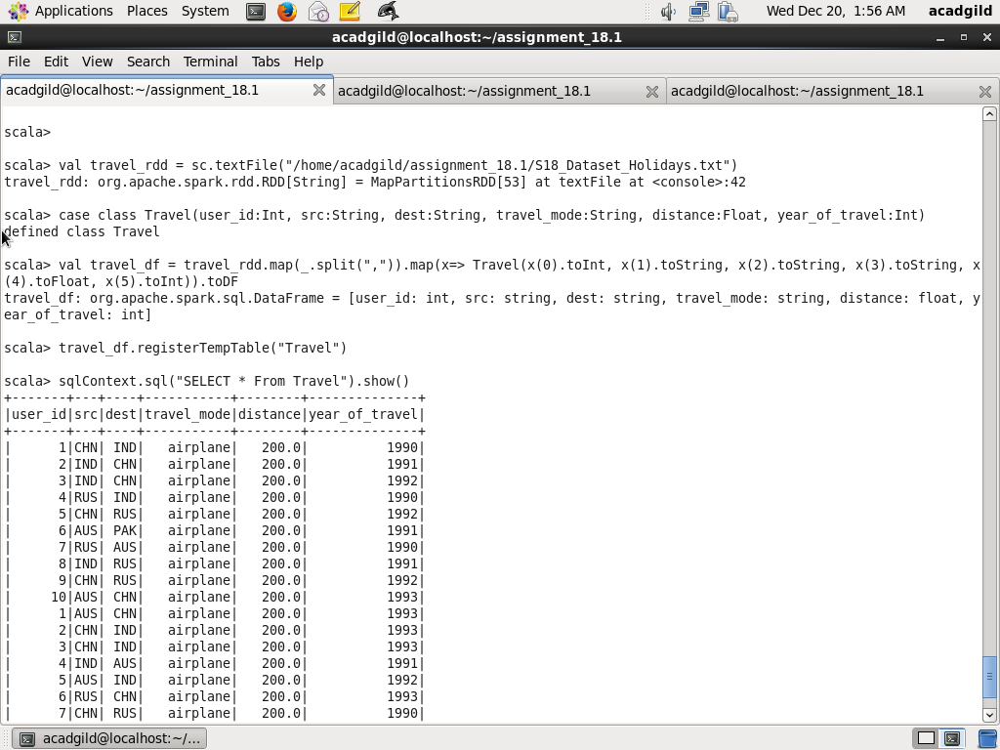 Applications Places System Wed Dec 20, 1:56 AM acadgild
acadgild@localhost:~/assignment_18.1
File Edit View Search Terminal Tabs Help
acadgild@localhost:~/assignment_18.1 acadgild@localhost:~/assignment_18.1 acadgild@localhost:~/assignment_18.1
scala>
scala> val travel_rdd = sc.textFile("/home/acadgild/assignment_18.1/S18_Dataset_Holidays.txt")
travel_rdd: org.apache.spark.rdd.RDD[String] = MapPartitionsRDD[53] at textFile at <console>:42
scala> case class Travel(user_id:Int, src:String, dest:String, travel_mode:String, distance:Float, year_of_travel:Int)
defined class Travel
scala> val travel_df = travel_rdd.map(_.split(",")).map(x=> Travel(x(0).toInt, x(1).toString, x(2).toString, x(3).toString, x
(4).toFloat, x(5).toInt)).toDF
travel_df: org.apache.spark.sql.DataFrame = [user_id: int, src: string, dest: string, travel_mode: string, distance: float, y
ear_of_travel: int]
scala> travel_df.registerTempTable("Travel")
scala> sqlContext.sql("SELECT * From Travel").show()
+-------+---+----+-----------+--------+--------------+
|user_id|src|dest|travel_mode|distance|year_of_travel|
+-------+---+----+-----------+--------+--------------+
|      1|CHN| IND|   airplane|   200.0|          1990|
|      2|IND| CHN|   airplane|   200.0|          1991|
|      3|IND| CHN|   airplane|   200.0|          1992|
|      4|RUS| IND|   airplane|   200.0|          1990|
|      5|CHN| RUS|   airplane|   200.0|          1992|
|      6|AUS| PAK|   airplane|   200.0|          1991|
|      7|RUS| AUS|   airplane|   200.0|          1990|
|      8|IND| RUS|   airplane|   200.0|          1991|
|      9|CHN| RUS|   airplane|   200.0|          1992|
|     10|AUS| CHN|   airplane|   200.0|          1993|
|      1|AUS| CHN|   airplane|   200.0|          1993|
|      2|CHN| IND|   airplane|   200.0|          1993|
|      3|CHN| IND|   airplane|   200.0|          1993|
|      4|IND| AUS|   airplane|   200.0|          1991|
|      5|AUS| IND|   airplane|   200.0|          1992|
|      6|RUS| CHN|   airplane|   200.0|          1993|
|      7|CHN| RUS|   airplane|   200.0|          1990|
acadgild@localhost:~/...